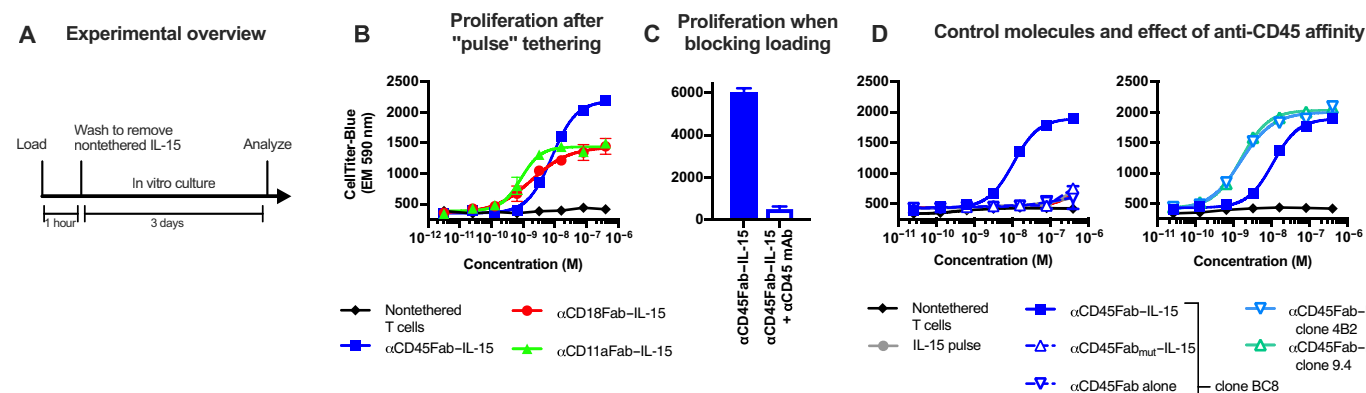 A
Experimental overview
Load
Wash to remove
nontethered IL-15
Analyze
In vitro culture
1 hour
3 days
B
Proliferation after
"pulse" tethering
CellTiter-Blue
(EM 590 nm)
2500
2000
1500
1000
500
10⁻¹² 10⁻¹¹ 10⁻¹⁰ 10⁻⁹ 10⁻⁸ 10⁻⁷ 10⁻⁶
Concentration (M)
Nontethered
T cells
αCD45Fab–IL-15
αCD18Fab–IL-15
αCD11aFab–IL-15
C
Proliferation when
blocking loading
6000
4000
2000
0
αCD45Fab–IL-15
αCD45Fab–IL-15
+ αCD45 mAb
D
Control molecules and effect of anti-CD45 affinity
2500
2000
1500
1000
500
10⁻¹¹ 10⁻¹⁰ 10⁻⁹ 10⁻⁸ 10⁻⁷ 10⁻⁶
Concentration (M)
2500
2000
1500
1000
500
10⁻¹¹ 10⁻¹⁰ 10⁻⁹ 10⁻⁸ 10⁻⁷ 10⁻⁶
Concentration (M)
Nontethered
T cells
IL-15 pulse
αCD45Fab–IL-15
αCD45Fabmut–IL-15
αCD45Fab alone
clone BC8
αCD45Fab–
clone 4B2
αCD45Fab–
clone 9.4